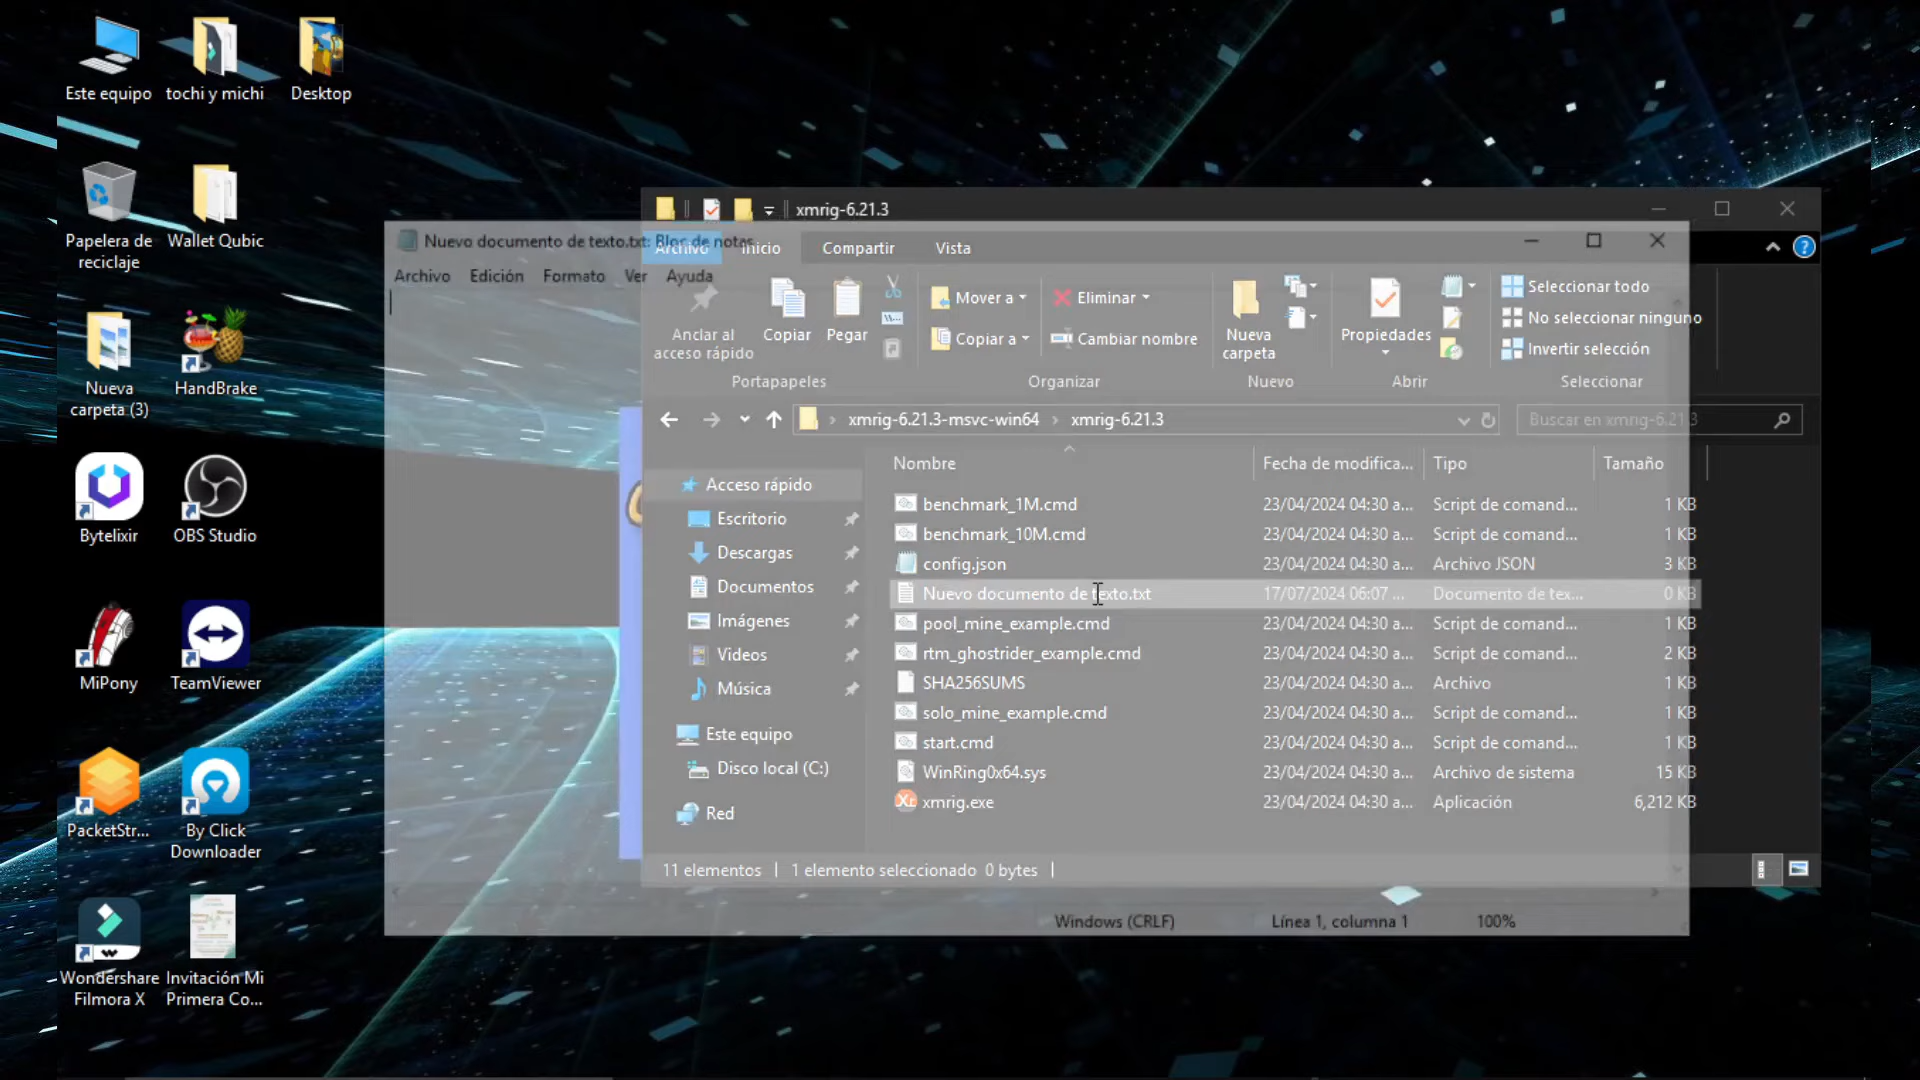 Este equipo
tochi y michi
Desktop
Papelera de
reciclaje
Wallet Qubic
Nueva
carpeta (3)
HandBrake
Bytelixir
OBS Studio
MiPony
TeamViewer
PacketStr...
By Click
Downloader
Wondershare
Filmora X
Invitación Mi
Primera Co...
xmrig-6.21.3
Nuevo documento de texto.txt: Bloc de notas
Archivo Edición Formato Ver Ayuda
Archivo Inicio Compartir Vista
Anclar al
acceso rápido
Copiar
Pegar
Mover a
Copiar a
Eliminar
Cambiar nombre
Nueva
carpeta
Propiedades
Seleccionar todo
No seleccionar ninguno
Invertir selección
Portapapeles
Organizar
Nuevo
Abrir
Seleccionar
xmrig-6.21.3-msvc-win64 xmrig-6.21.3
Buscar en xmrig-6.21.3
Acceso rápido
Escritorio
Descargas
Documentos
Imágenes
Videos
Música
Este equipo
Disco local (C:)
Red
Nombre Fecha de modifica... Tipo Tamaño
benchmark_1M.cmd 23/04/2024 04:30 a... Script de comand... 1 KB
benchmark_10M.cmd 23/04/2024 04:30 a... Script de comand... 1 KB
config.json 23/04/2024 04:30 a... Archivo JSON 3 KB
Nuevo documento de texto.txt 17/07/2024 06:07 ... Documento de tex... 0 KB
pool_mine_example.cmd 23/04/2024 04:30 a... Script de comand... 1 KB
rtm_ghostrider_example.cmd 23/04/2024 04:30 a... Script de comand... 2 KB
SHA256SUMS 23/04/2024 04:30 a... Archivo 1 KB
solo_mine_example.cmd 23/04/2024 04:30 a... Script de comand... 1 KB
start.cmd 23/04/2024 04:30 a... Script de comand... 1 KB
WinRing0x64.sys 23/04/2024 04:30 a... Archivo de sistema 15 KB
xmrig.exe 23/04/2024 04:30 a... Aplicación 6,212 KB
11 elementos 1 elemento seleccionado 0 bytes
Windows (CRLF) Línea 1, columna 1 100%